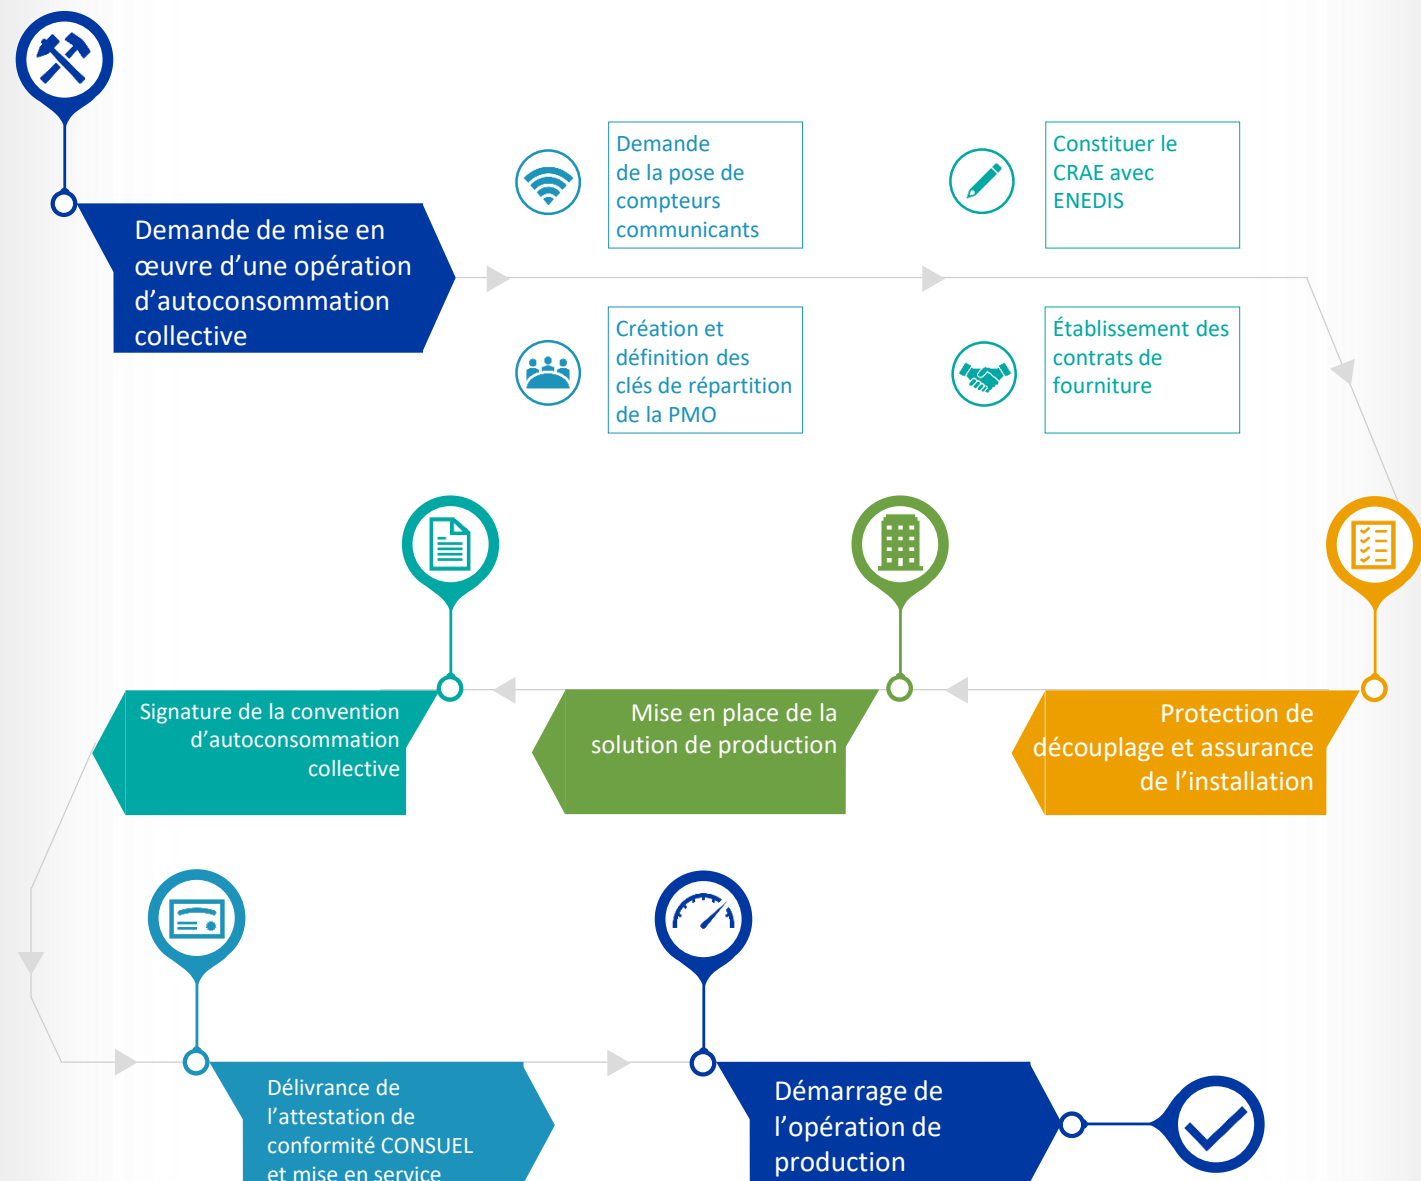 Demande de mise en
œuvre d’une opération
d’autoconsommation
collective
Demande
de la pose de
compteurs
communicants
Création et
définition des
clés de répartition
de la PMO
Constituer le
CRAE avec
ENEDIS
Établissement des
contrats de
fourniture
Protection de
découplage et assurance
de l’installation
Mise en place de la
solution de production
Signature de la convention
d’autoconsommation
collective
Délivrance de
l’attestation de
conformité CONSUEL
et mise en service
Démarrage de
l’opération de
production